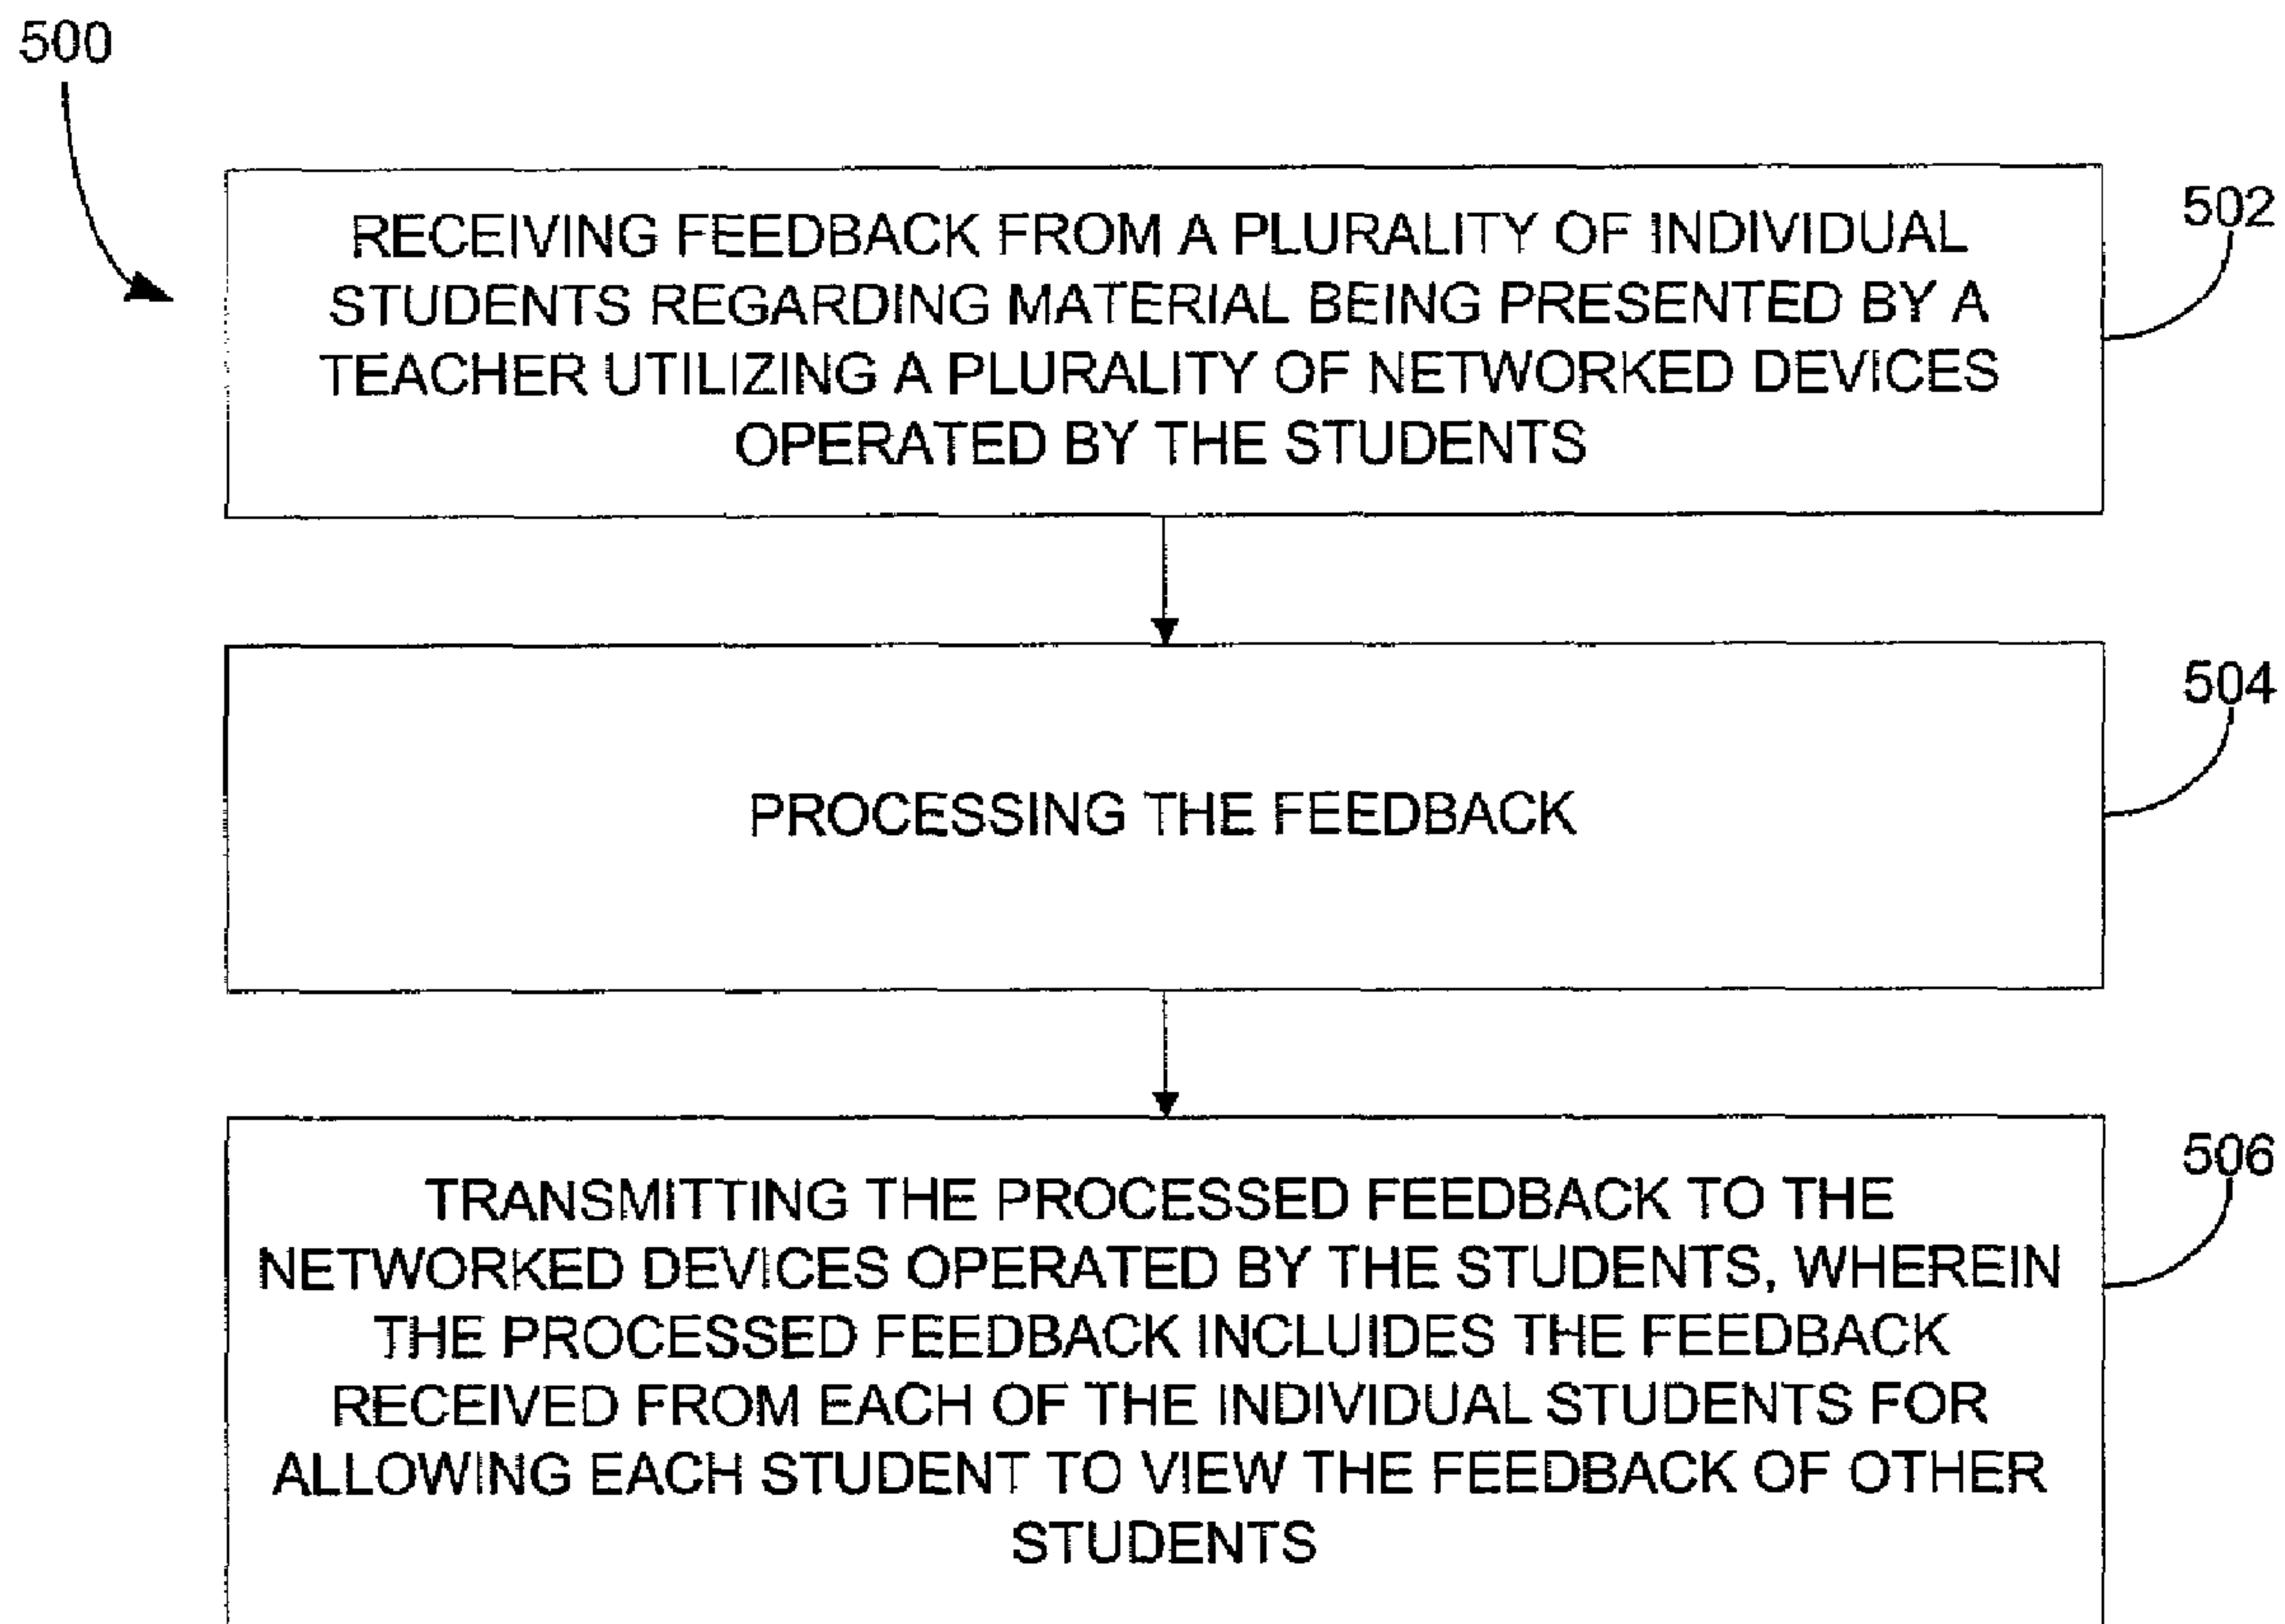 500
RECEIVING FEEDBACK FROM A PLURALITY OF INDIVIDUAL
STUDENTS REGARDING MATERIAL BEING PRESENTED BY A
TEACHER UTILIZING A PLURALITY OF NETWORKED DEVICES
OPERATED BY THE STUDENTS
502
PROCESSING THE FEEDBACK
504
TRANSMITTING THE PROCESSED FEEDBACK TO THE
NETWORKED DEVICES OPERATED BY THE STUDENTS, WHEREIN
THE PROCESSED FEEDBACK INCLUIDES THE FEEDBACK
RECEIVED FROM EACH OF THE INDIVIDUAL STUDENTS FOR
ALLOWING EACH STUDENT TO VIEW THE FEEDBACK OF OTHER
STUDENTS
506